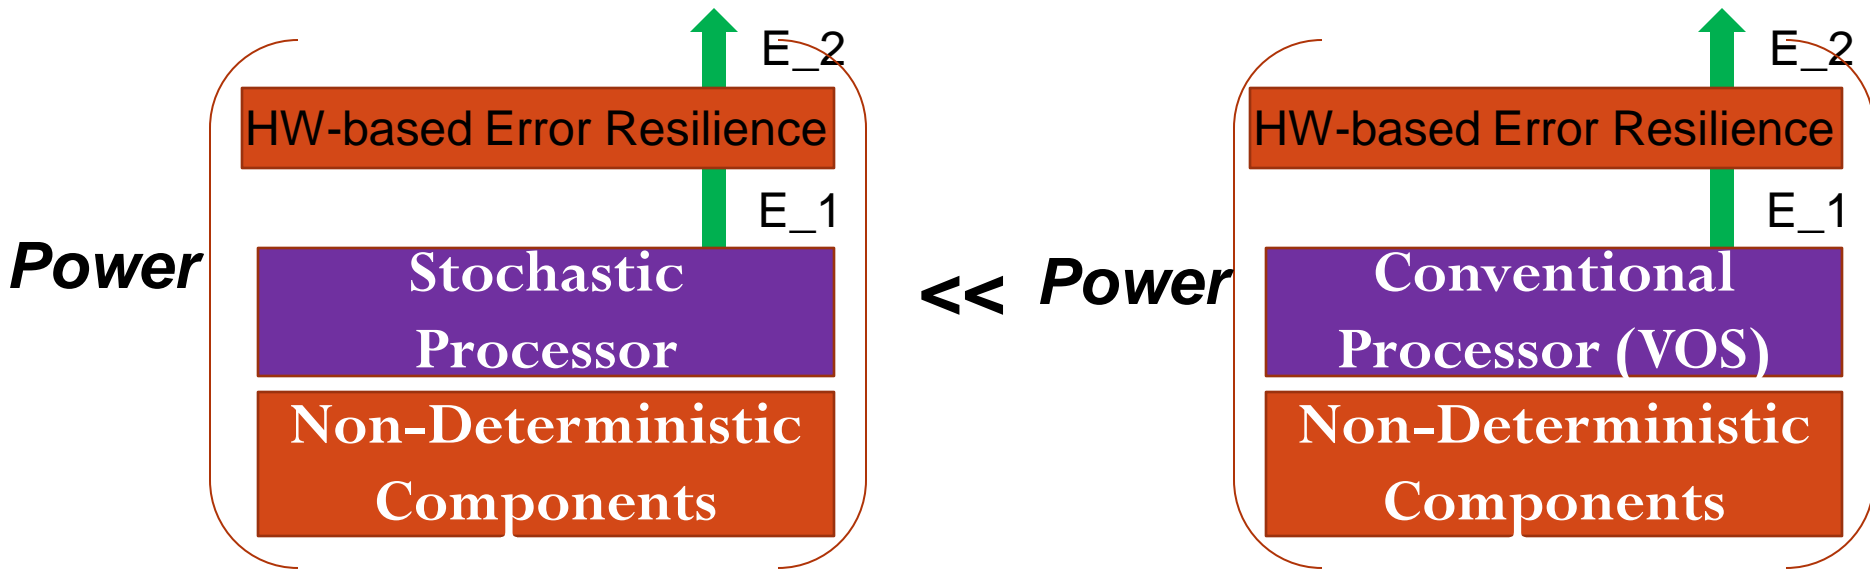 E_2
HW-based Error Resilience
E_1
Power
Stochastic
Processor
Non-Deterministic
Components
<<
E_2
HW-based Error Resilience
E_1
Power
Conventional
Processor (VOS)
Non-Deterministic
Components